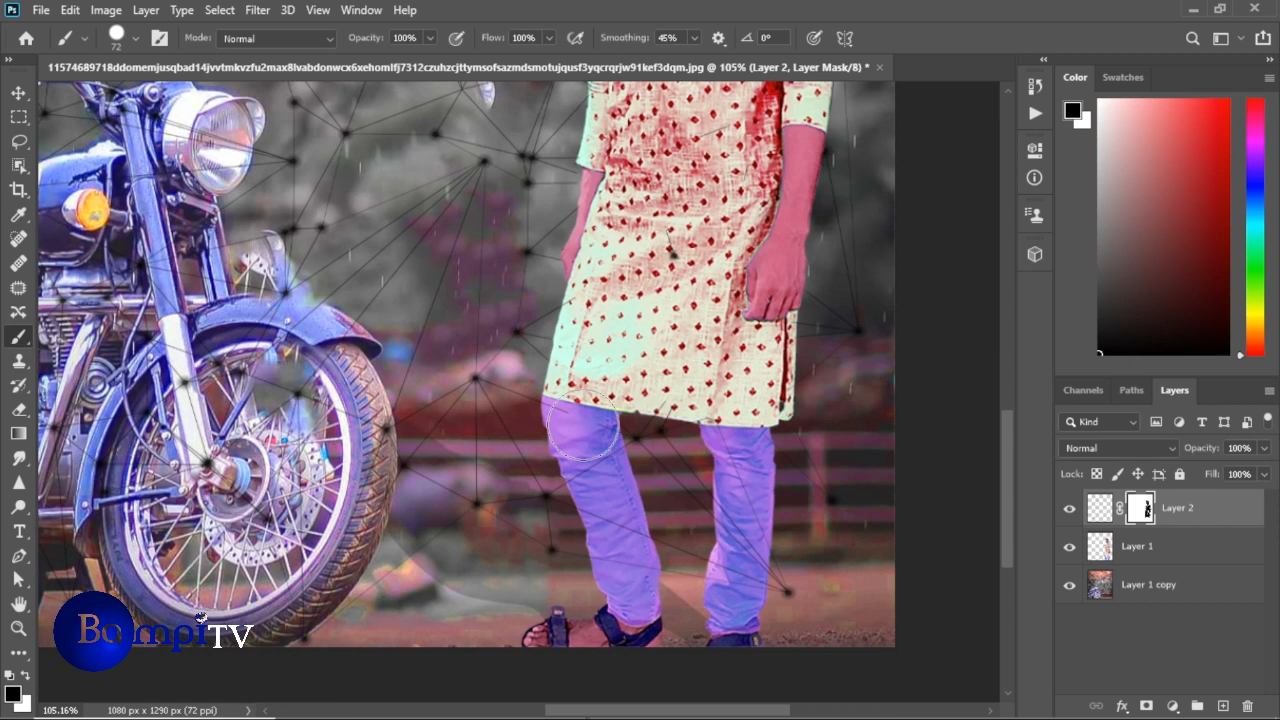 Ps File Edit Image Layer Type Select Filter 3D View Window Help
72 Mode: Normal Opacity: 100% Flow: 100% Smoothing: 45% 0°
11574689718ddomemjusqbad14jvvtmkvzfu2max8lvabdonwcx6xehomlfj7312czuhzcjttymsofsazmdsmotujqusf3yqcrqrjw91kef3dqm.jpg @ 105% (Layer 2, Layer Mask/8) *
Color Swatches
Channels Paths Layers
Kind
Normal Opacity: 100%
Lock: Fill: 100%
Layer 2
Layer 1
Layer 1 copy
BampiTV
105.16% 1080 px x 1290 px (72 ppi)